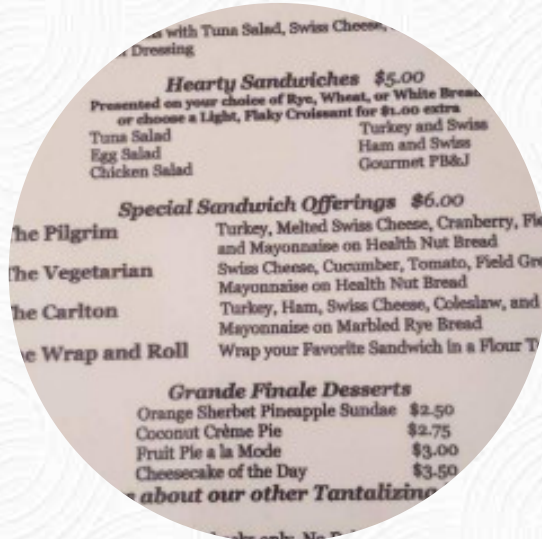 with Tuna Salad, Swiss Cheese,
Dressing
Hearty Sandwiches $5.00
Presented on your choice of Rye, Wheat, or White Bread
or choose a Light, Flaky Croissant for $1.00 extra
Tuna Salad Turkey and Swiss
Egg Salad Ham and Swiss
Chicken Salad Gourmet PB&J
Special Sandwich Offerings $6.00
The Pilgrim Turkey, Melted Swiss Cheese, Cranberry,
and Mayonnaise on Health Nut Bread
The Vegetarian Swiss Cheese, Cucumber, Tomato, Field
Mayonnaise on Health Nut Bread
The Carlton Turkey, Ham, Swiss Cheese, Coleslaw, and
Mayonnaise on Marbled Rye Bread
Wrap and Roll Wrap your Favorite Sandwich in a Flour
Grande Finale Desserts
Orange Sherbet Pineapple Sundae $2.50
Coconut Crème Pie $2.75
Fruit Pie a la Mode $3.00
Cheesecake of the Day $3.50
about our other Tantalizing